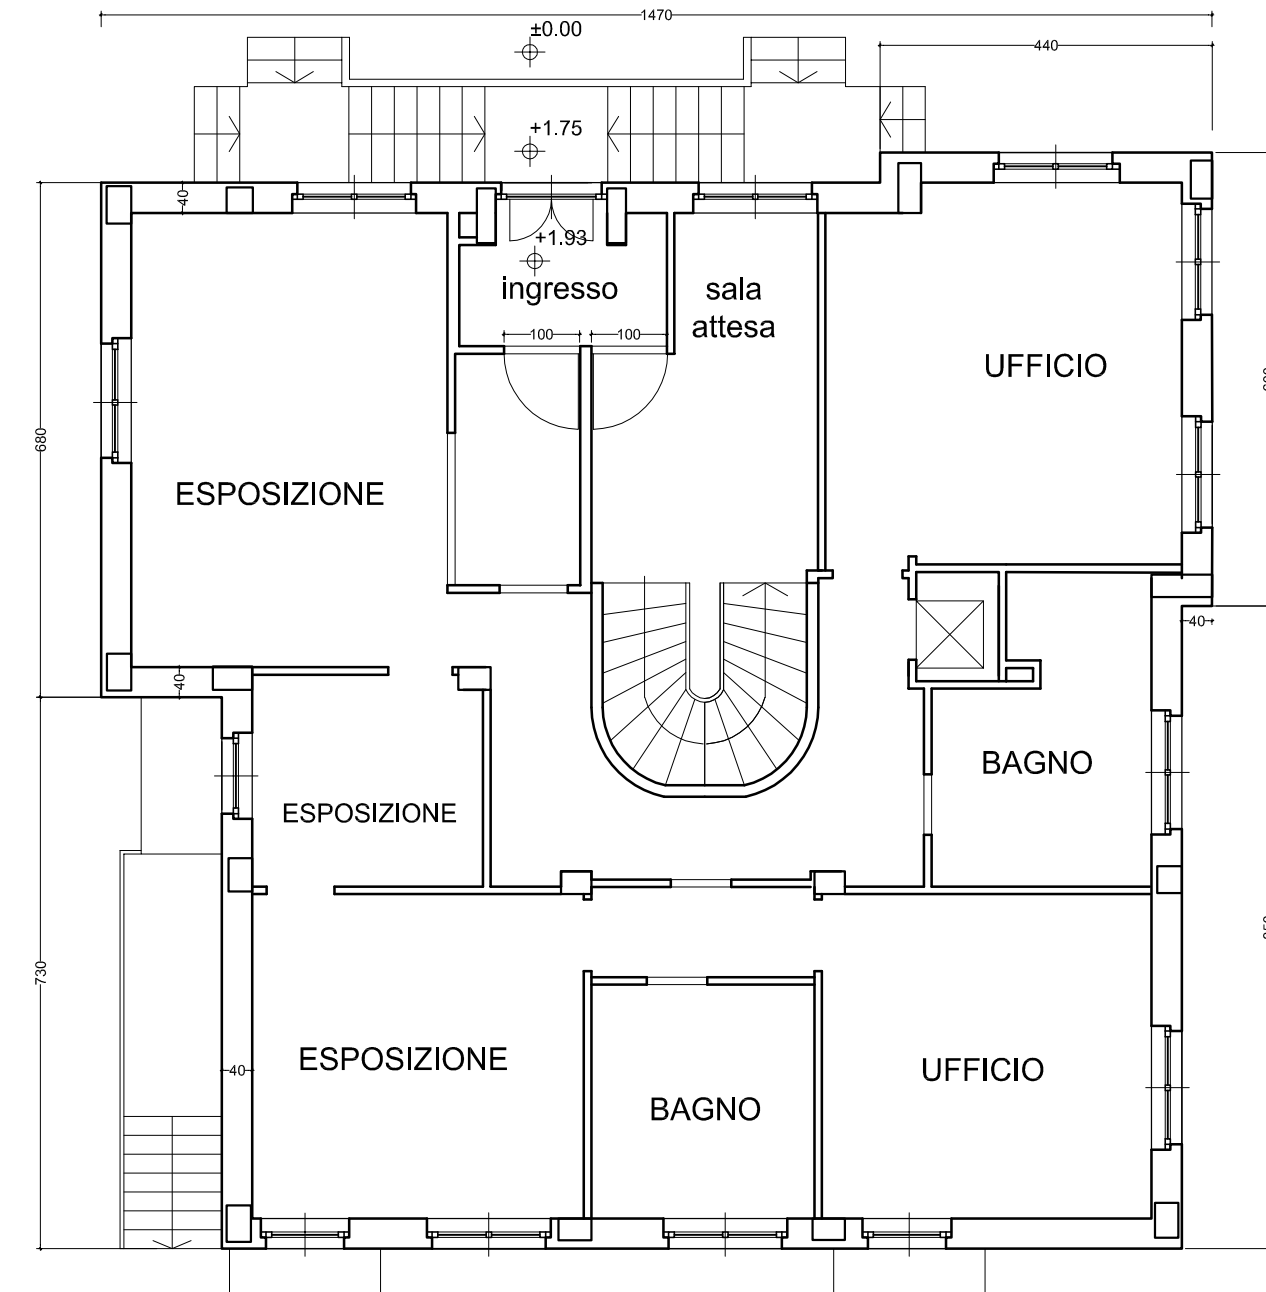 1470
±0.00
440
+1.75
40
+1.93
ingresso
sala
attesa
100
100
UFFICIO
680
ESPOSIZIONE
40
40
BAGNO
ESPOSIZIONE
730
ESPOSIZIONE
40
UFFICIO
BAGNO